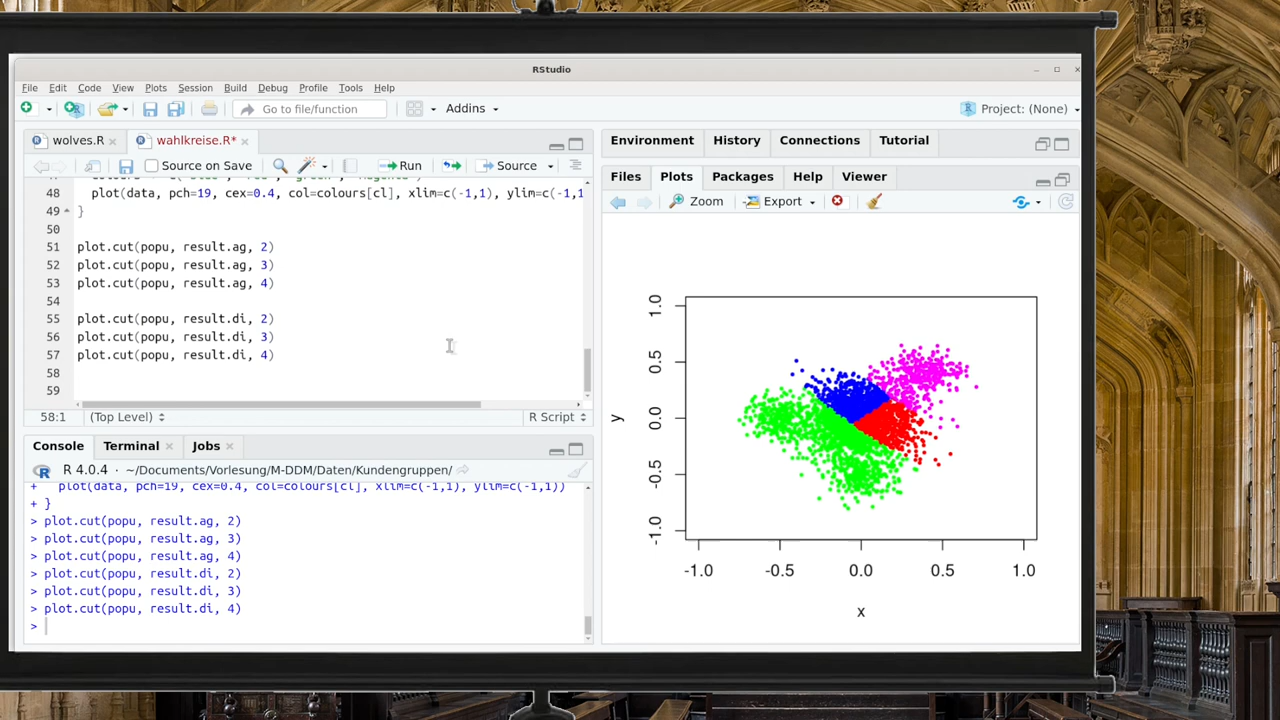 RStudio
File Edit Code View Plots Session Build Debug Profile Tools Help
Go to file/function Addins Project: (None)
wolves.R wahlkreise.R*
Source on Save Run Source
48 plot(data, pch=19, cex=0.4, col=colours[cl], xlim=c(-1,1), ylim=c(-1,1
49 }
50
51 plot.cut(popu, result.ag, 2)
52 plot.cut(popu, result.ag, 3)
53 plot.cut(popu, result.ag, 4)
54
55 plot.cut(popu, result.di, 2)
56 plot.cut(popu, result.di, 3)
57 plot.cut(popu, result.di, 4)
58
59
58:1 (Top Level) R Script
Console Terminal Jobs
R 4.0.4 · ~/Documents/Vorlesung/M-DDM/Daten/Kundengruppen/
+ plot(data, pch=19, cex=0.4, col=colours[cl], xlim=c(-1,1), ylim=c(-1,1))
+ }
> plot.cut(popu, result.ag, 2)
> plot.cut(popu, result.ag, 3)
> plot.cut(popu, result.ag, 4)
> plot.cut(popu, result.di, 2)
> plot.cut(popu, result.di, 3)
> plot.cut(popu, result.di, 4)
>
Environment History Connections Tutorial
Files Plots Packages Help Viewer
Zoom Export
1.0
0.5
0.0
-0.5
-1.0
y
-1.0 -0.5 0.0 0.5 1.0
x